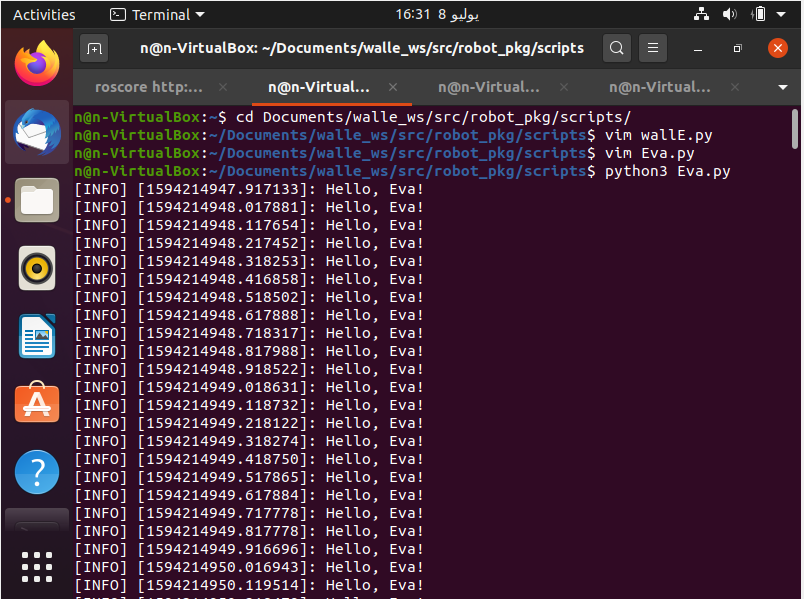 Activities Terminal 16:31 8 يوليو
n@n-VirtualBox: ~/Documents/walle_ws/src/robot_pkg/scripts
roscore http:... × n@n-Virtual... × n@n-Virtual... × n@n-Virtual... ×
n@n-VirtualBox:~$ cd Documents/walle_ws/src/robot_pkg/scripts/
n@n-VirtualBox:~/Documents/walle_ws/src/robot_pkg/scripts$ vim wallE.py
n@n-VirtualBox:~/Documents/walle_ws/src/robot_pkg/scripts$ vim Eva.py
n@n-VirtualBox:~/Documents/walle_ws/src/robot_pkg/scripts$ python3 Eva.py
[INFO] [1594214947.917133]: Hello, Eva!
[INFO] [1594214948.017881]: Hello, Eva!
[INFO] [1594214948.117654]: Hello, Eva!
[INFO] [1594214948.217452]: Hello, Eva!
[INFO] [1594214948.318253]: Hello, Eva!
[INFO] [1594214948.416858]: Hello, Eva!
[INFO] [1594214948.518502]: Hello, Eva!
[INFO] [1594214948.617888]: Hello, Eva!
[INFO] [1594214948.718317]: Hello, Eva!
[INFO] [1594214948.817988]: Hello, Eva!
[INFO] [1594214948.918522]: Hello, Eva!
[INFO] [1594214949.018631]: Hello, Eva!
[INFO] [1594214949.118732]: Hello, Eva!
[INFO] [1594214949.218122]: Hello, Eva!
[INFO] [1594214949.318274]: Hello, Eva!
[INFO] [1594214949.418750]: Hello, Eva!
[INFO] [1594214949.517865]: Hello, Eva!
[INFO] [1594214949.617884]: Hello, Eva!
[INFO] [1594214949.717778]: Hello, Eva!
[INFO] [1594214949.817778]: Hello, Eva!
[INFO] [1594214949.916696]: Hello, Eva!
[INFO] [1594214950.016943]: Hello, Eva!
[INFO] [1594214950.119514]: Hello, Eva!